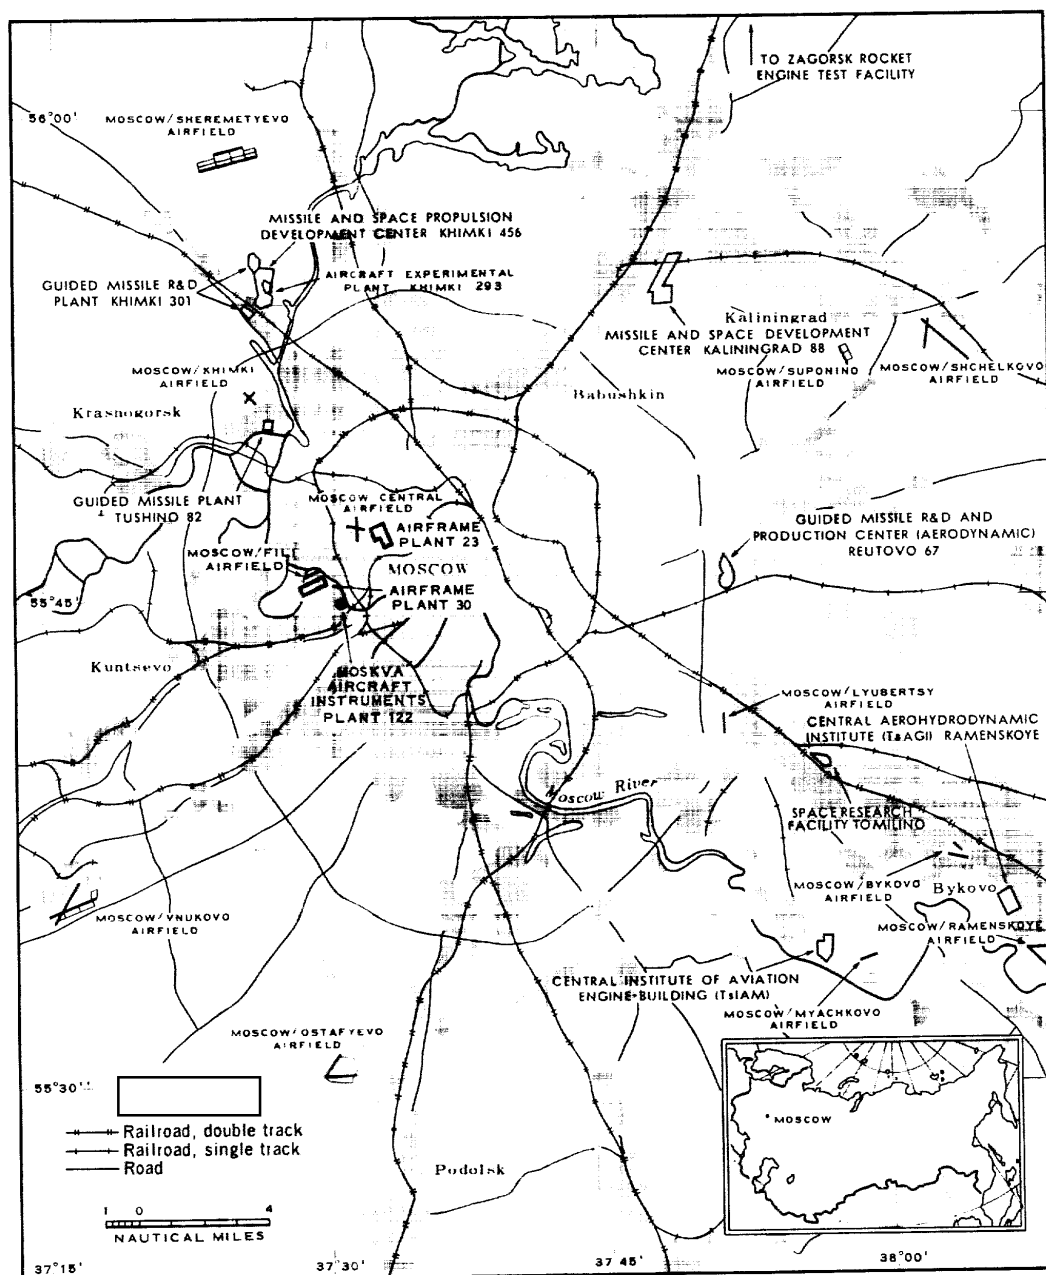 TO ZAGORSK ROCKET
ENGINE TEST FACILITY
56°00'
MOSCOW/SHEREMETYEVO
AIRFIELD
MISSILE AND SPACE PROPULSION
DEVELOPMENT CENTER KHIMKI 456
GUIDED MISSILE R&D
PLANT KHIMKI 301
AIRCRAFT EXPERIMENTAL
PLANT KHIMKI 293
Kaliningrad
MISSILE AND SPACE DEVELOPMENT
CENTER KALININGRAD 88
MOSCOW/KHIMKI
AIRFIELD
MOSCOW/SUPONINO
AIRFIELD
MOSCOW/SHCHELKOVO
AIRFIELD
Krasnogorsk
Babushkin
GUIDED MISSILE PLANT
TUSHINO 82
MOSCOW CENTRAL
AIRFIELD
AIRFRAME
PLANT 23
GUIDED MISSILE R&D AND
PRODUCTION CENTER (AERODYNAMIC)
REUTOVO 67
MOSCOW/FILI
AIRFIELD
MOSCOW
AIRFRAME
PLANT 30
55°45'
Kuntsevo
MOSKVA
AIRCRAFT
INSTRUMENTS
PLANT 122
MOSCOW/LYUBERTSY
AIRFIELD
CENTRAL AEROHYDRODYNAMIC
INSTITUTE (TsAGI) RAMENSKOYE
Moscow River
SPACE RESEARCH
FACILITY TOMILINO
MOSCOW/BYKOVO
AIRFIELD
Bykovo
MOSCOW/VNUKOVO
AIRFIELD
MOSCOW/RAMENSKOYE
AIRFIELD
CENTRAL INSTITUTE OF AVIATION
ENGINE-BUILDING (TsIAM)
MOSCOW/MYACHKOVO
AIRFIELD
MOSCOW/OSTAFYEVO
AIRFIELD
55°30''
MOSCOW
Railroad, double track
Railroad, single track
Road
Podolsk
1 0 4
NAUTICAL MILES
37°15' 37°30' 37 45' 38°00'